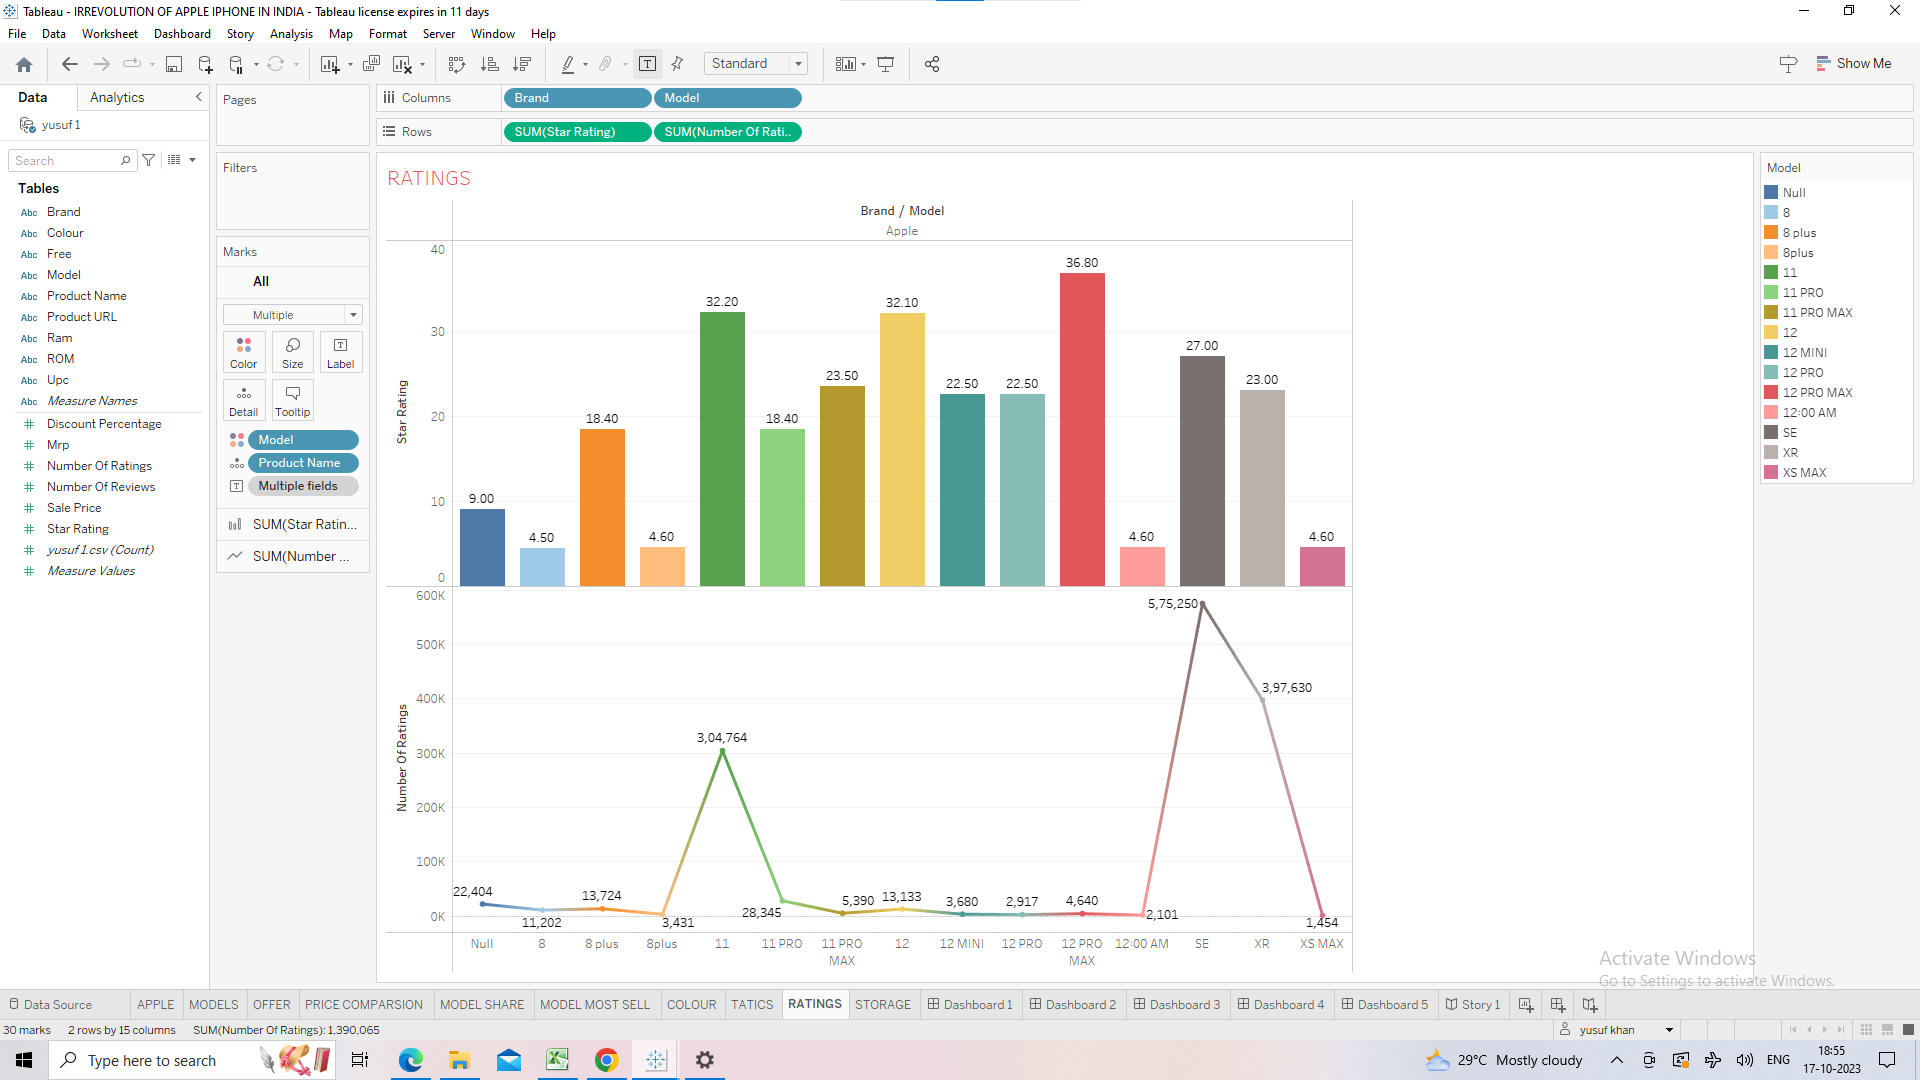 Tableau - IRREVOLUTION OF APPLE IPHONE IN INDIA - Tableau license expires in 11 days
File Data Worksheet Dashboard Story Analysis Map Format Server Window Help
Standard
Show Me
Data Analytics
yusuf 1
Search
Tables
Abc Brand
Abc Colour
Abc Free
Abc Model
Abc Product Name
Abc Product URL
Abc Ram
Abc ROM
Abc Upc
Abc Measure Names
# Discount Percentage
# Mrp
# Number Of Ratings
# Number Of Reviews
# Sale Price
# Star Rating
# yusuf 1.csv (Count)
# Measure Values
Pages
Filters
Marks
All
Multiple
Color Size Label
Detail Tooltip
Model
Product Name
Multiple fields
SUM(Star Ratin...
SUM(Number ...
Columns Brand Model
Rows SUM(Star Rating) SUM(Number Of Rati..
RATINGS
Brand / Model
Apple
Star Rating
40
30
20
10
0
9.00
4.50
18.40
4.60
32.20
18.40
23.50
32.10
22.50
22.50
36.80
4.60
27.00
23.00
4.60
Number Of Ratings
600K
500K
400K
300K
200K
100K
0K
22,404
11,202
13,724
3,431
3,04,764
28,345
5,390
13,133
3,680
2,917
4,640
2,101
5,75,250
3,97,630
1,454
Null 8 8 plus 8plus 11 11 PRO 11 PRO MAX 12 12 MINI 12 PRO 12 PRO MAX 12:00 AM SE XR XS MAX
Model
Null
8
8 plus
8plus
11
11 PRO
11 PRO MAX
12
12 MINI
12 PRO
12 PRO MAX
12:00 AM
SE
XR
XS MAX
Activate Windows
Go to Settings to activate Windows.
Data Source APPLE MODELS OFFER PRICE COMPARSION MODEL SHARE MODEL MOST SELL COLOUR TATICS RATINGS STORAGE Dashboard 1 Dashboard 2 Dashboard 3 Dashboard 4 Dashboard 5 Story 1
30 marks 2 rows by 15 columns SUM(Number Of Ratings): 1,390,065
yusuf khan
Type here to search
29°C Mostly cloudy
ENG
18:55
17-10-2023